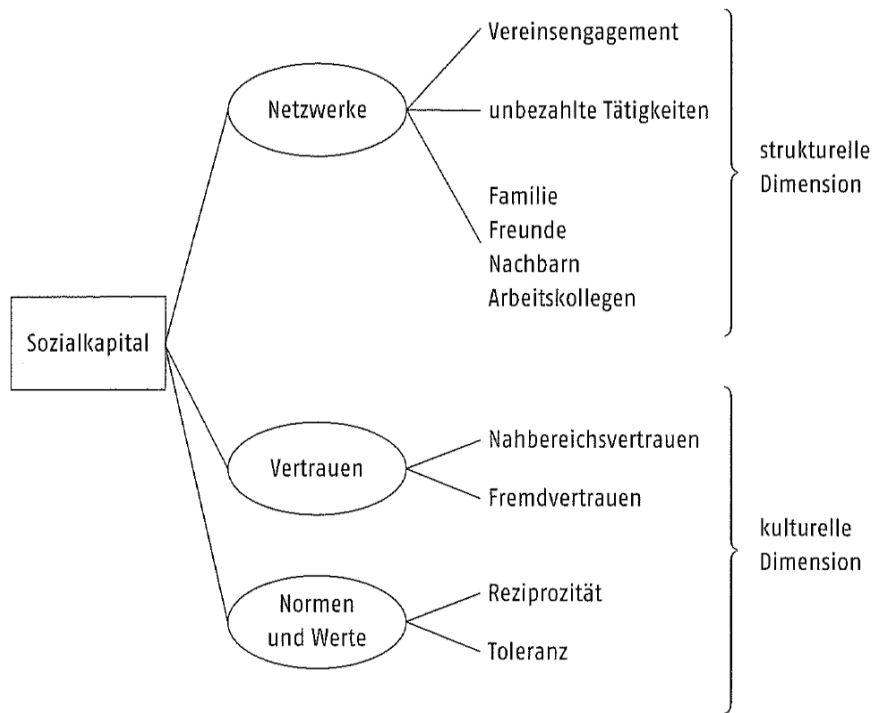 Sozialkapital
Netzwerke
Vereinsengagement
unbezahlte Tätigkeiten
Familie
Freunde
Nachbarn
Arbeitskollegen
strukturelle
Dimension
Vertrauen
Nahbereichsvertrauen
Fremdvertrauen
Normen
und Werte
Reziprozität
Toleranz
kulturelle
Dimension